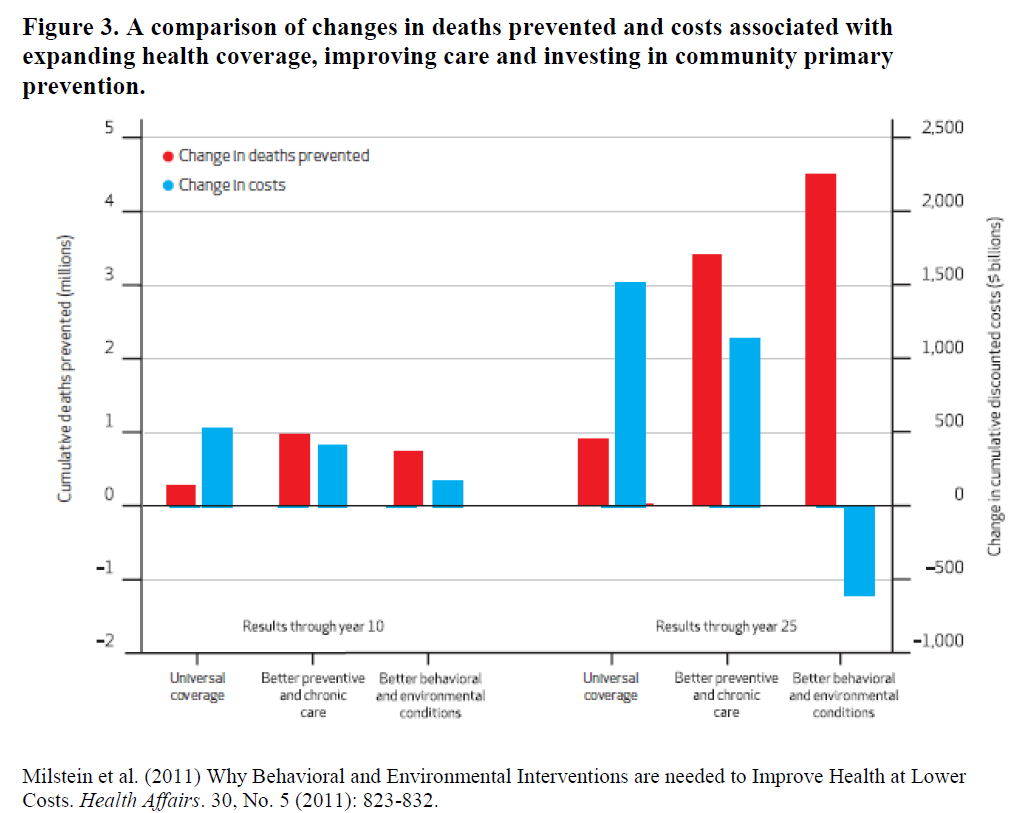 Figure 3. A comparison of changes in deaths prevented and costs associated with
expanding health coverage, improving care and investing in community primary
prevention.
Change in deaths prevented
Change in costs
Cumulative deaths prevented (millions)
5
4
3
2
1
0
−1
−2
2,500
2,000
1,500
1,000
500
0
−500
−1,000
Change in cumulative discounted costs ($ billions)
Results through year 10
Results through year 25
Universal
coverage
Better preventive
and chronic
care
Better behavioral
and environmental
conditions
Universal
coverage
Better preventive
and chronic
care
Better behavioral
and environmental
conditions
Milstein et al. (2011) Why Behavioral and Environmental Interventions are needed to Improve Health at Lower
Costs. Health Affairs. 30, No. 5 (2011): 823-832.